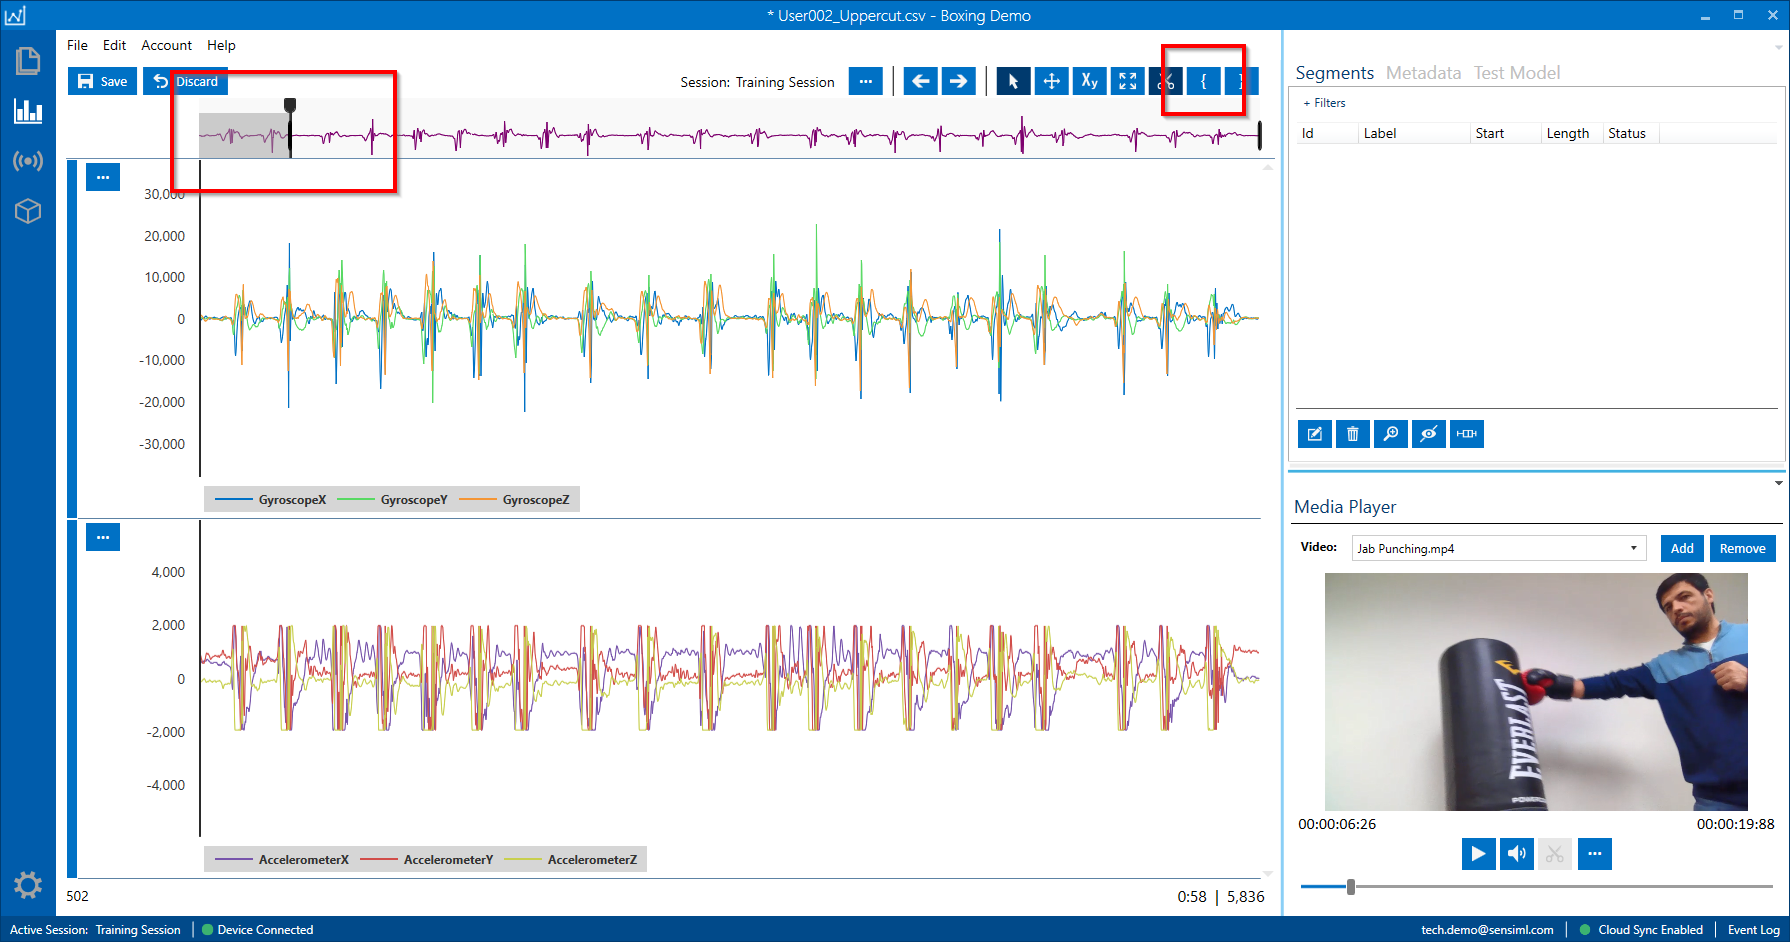 * User002_Uppercut.csv - Boxing Demo
File Edit Account Help
Save Discard Session: Training Session ... Xy { }
Segments Metadata Test Model
+ Filters
Id Label Start Length Status
...
30,000
20,000
10,000
0
-10,000
-20,000
-30,000
GyroscopeX GyroscopeY GyroscopeZ
...
4,000
2,000
0
-2,000
-4,000
AccelerometerX AccelerometerY AccelerometerZ
502 0:58 | 5,836
Media Player
Video: Jab Punching.mp4 Add Remove
EVERLAST
00:00:06:26 00:00:19:88
...
Active Session: Training Session Device Connected tech.demo@sensiml.com Cloud Sync Enabled Event Log